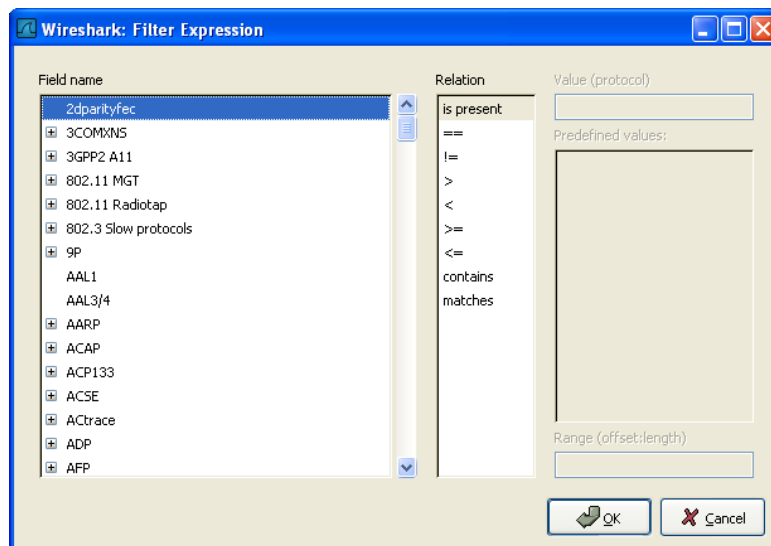 Wireshark: Filter Expression
Field name
2dparityfec
3COMXNS
3GPP2 A11
802.11 MGT
802.11 Radiotap
802.3 Slow protocols
9P
AAL1
AAL3/4
AARP
ACAP
ACP133
ACSE
ACtrace
ADP
AFP
Relation
is present
==
!=
>
<
>=
<=
contains
matches
Value (protocol)
Predefined values:
Range (offset:length)
OK
Cancel